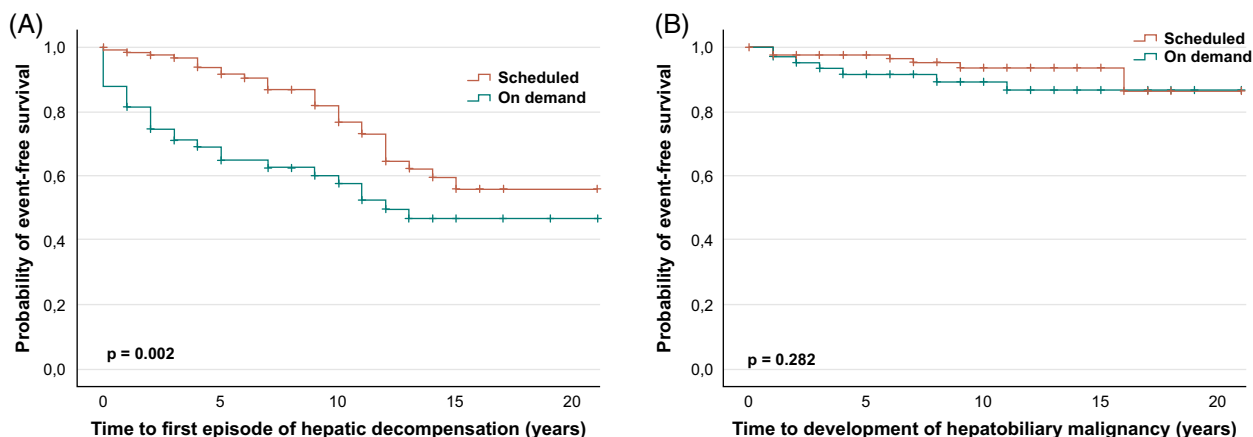 (A)
Probability of event-free survival
1,0
0,8
0,6
0,4
0,2
0,0
Scheduled
On demand
p = 0.002
0 5 10 15 20
Time to first episode of hepatic decompensation (years)
(B)
Probability of event-free survival
1,0
0,8
0,6
0,4
0,2
0,0
Scheduled
On demand
p = 0.282
0 5 10 15 20
Time to development of hepatobiliary malignancy (years)